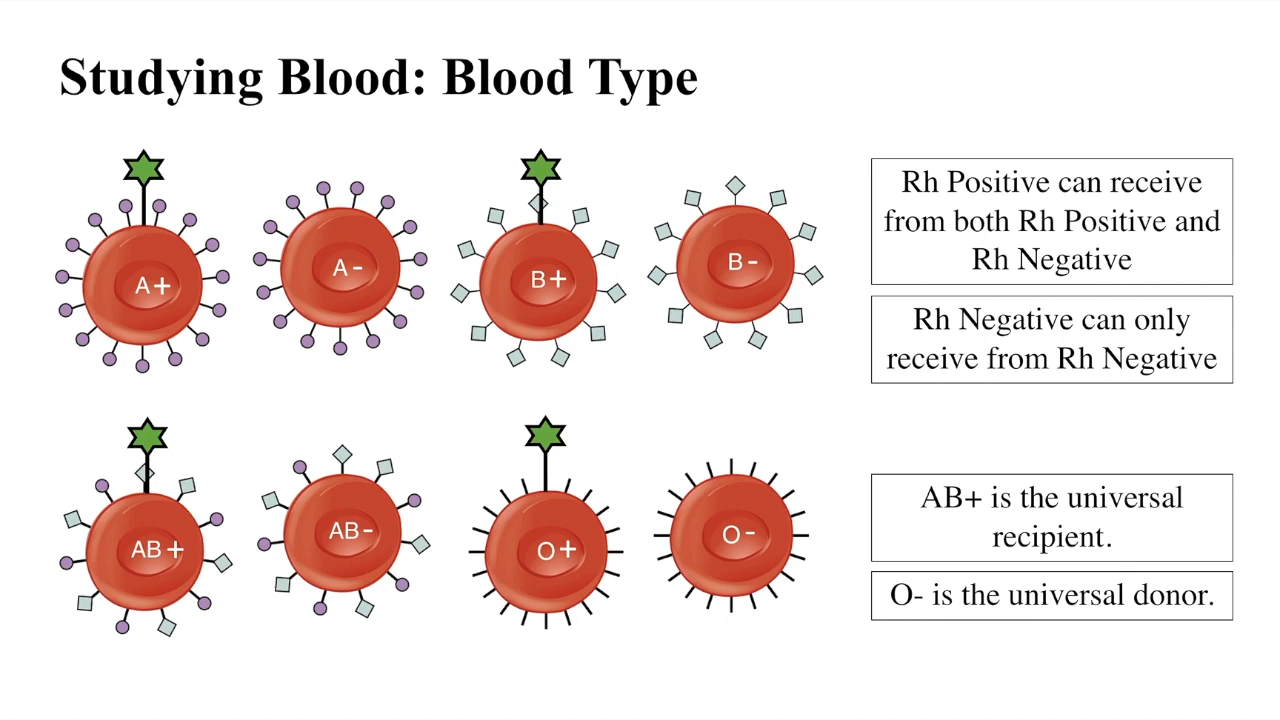 Studying Blood: Blood Type
A+
A-
B+
B-
Rh Positive can receive
from both Rh Positive and
Rh Negative
Rh Negative can only
receive from Rh Negative
AB+
AB-
O+
O-
AB+ is the universal
recipient.
O- is the universal donor.